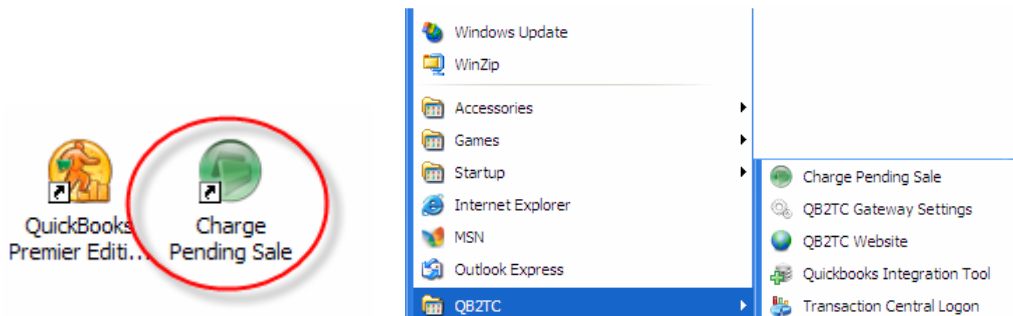 QuickBooks
Premier Editi...
Charge
Pending Sale
Windows Update
WinZip
Accessories
Games
Startup
Internet Explorer
MSN
Outlook Express
QB2TC
Charge Pending Sale
QB2TC Gateway Settings
QB2TC Website
Quickbooks Integration Tool
Transaction Central Logon